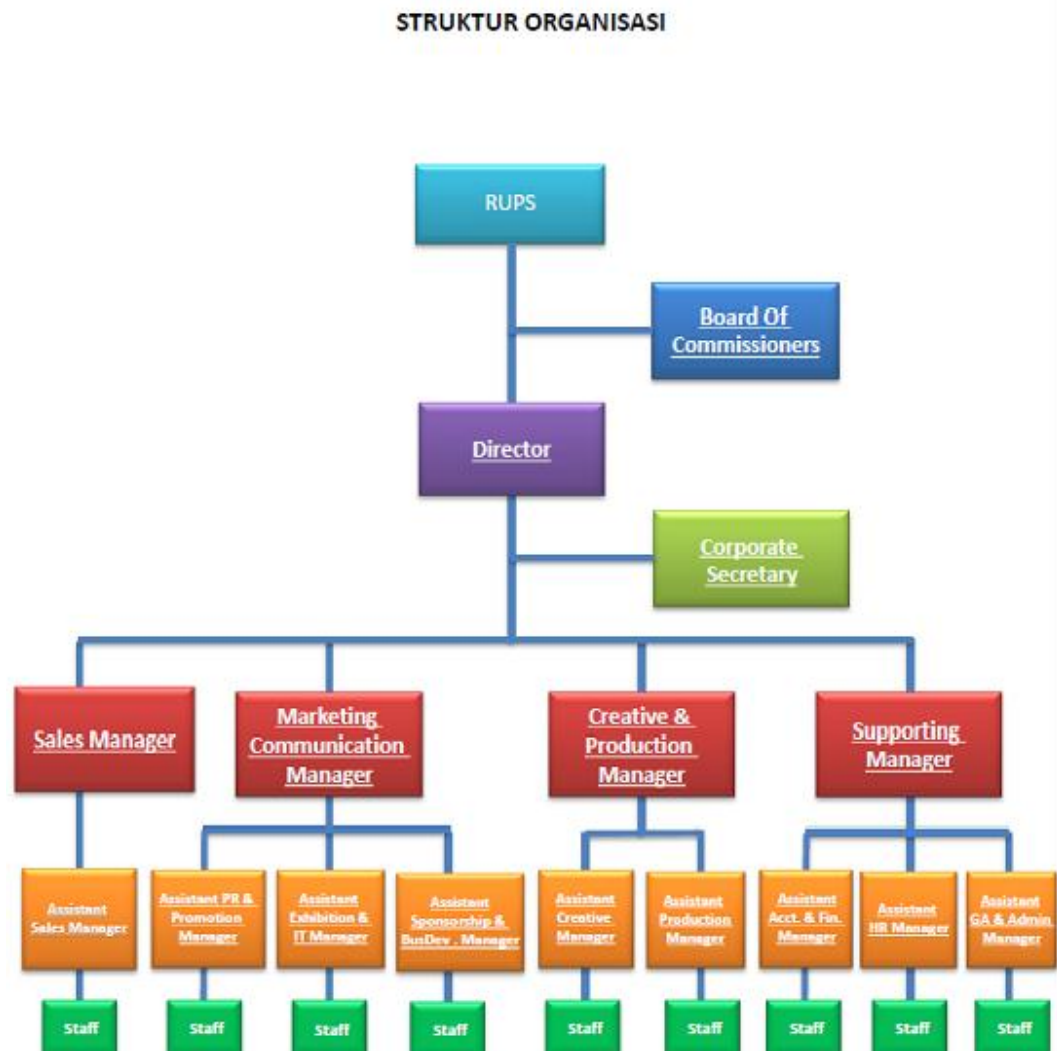 STRUKTUR ORGANISASI
RUPS
Board Of
Commissioners
Director
Corporate
Secretary
Sales Manager
Marketing
Communication
Manager
Creative &
Production
Manager
Supporting
Manager
Assistant
Sales Manager
Assistant PR &
Promotion
Manager
Assistant
Exhibition &
IT Manager
Assistant
Sponsorship &
BusDev . Manager
Assistant
Creative
Manager
Assistant
Production
Manager
Assistant
Acct. & Fin.
Manager
Assistant
HR Manager
Assistant
GA & Admin
Manager
Staff
Staff
Staff
Staff
Staff
Staff
Staff
Staff
Staff